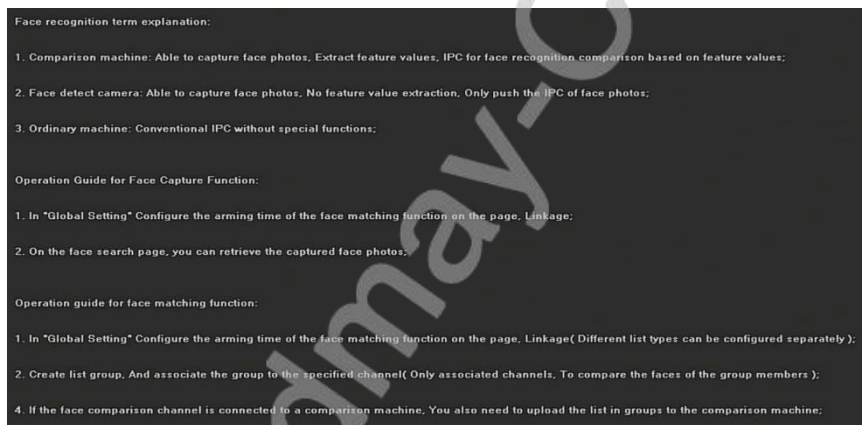 Face recognition term explanation:
1. Comparison machine: Able to capture face photos, Extract feature values, IPC for face recognition comparison based on feature values;
2. Face detect camera: Able to capture face photos, No feature value extraction, Only push the IPC of face photos;
3. Ordinary machine: Conventional IPC without special functions;
Operation Guide for Face Capture Function:
1. In "Global Setting" Configure the arming time of the face matching function on the page, Linkage;
2. On the face search page, you can retrieve the captured face photos;
Operation guide for face matching function:
1. In "Global Setting" Configure the arming time of the face matching function on the page, Linkage( Different list types can be configured separately );
2. Create list group, And associate the group to the specified channel( Only associated channels, To compare the faces of the group members );
4. If the face comparison channel is connected to a comparison machine, You also need to upload the list in groups to the comparison machine;